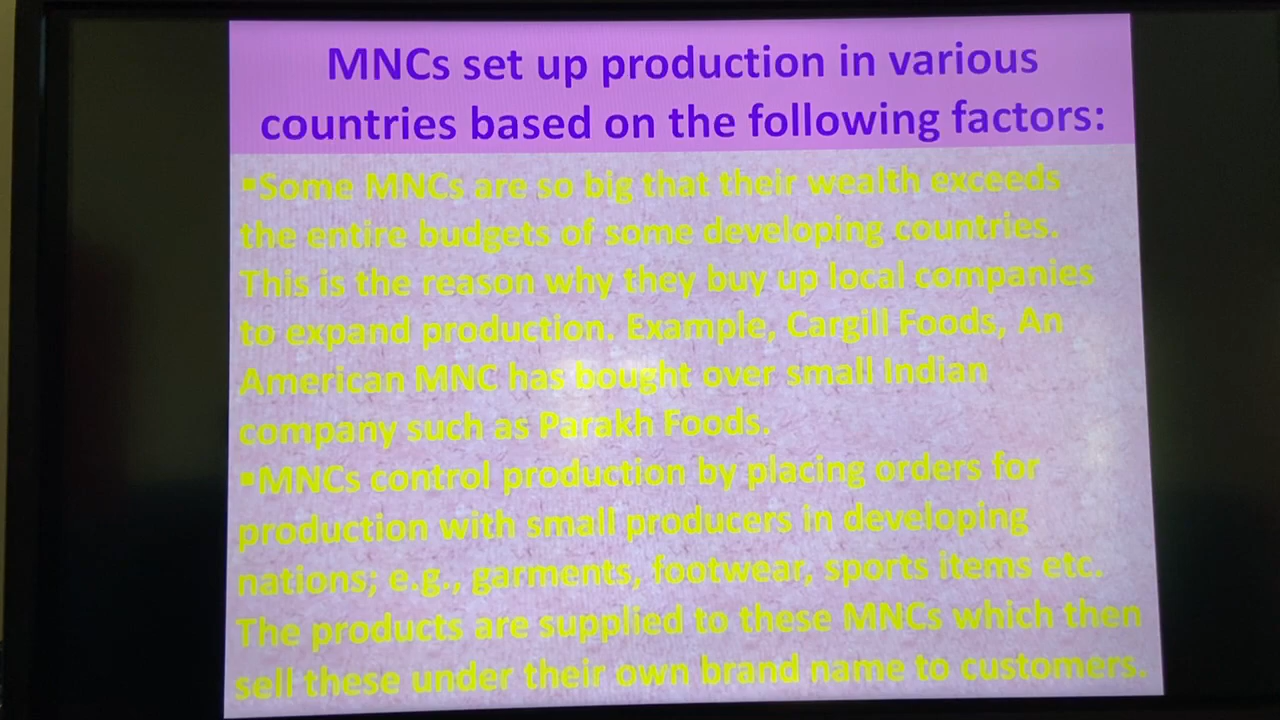 MNCs set up production in various
countries based on the following factors:
▪Some MNCs are so big that their wealth exceeds
the entire budgets of some developing countries.
This is the reason why they buy up local companies
to expand production. Example, Cargill Foods, An
American MNC has bought over small Indian
company such as Parakh Foods.
▪MNCs control production by placing orders for
production with small producers in developing
nations; e.g., garments, footwear, sports items etc.
The products are supplied to these MNCs which then
sell these under their own brand name to customers.